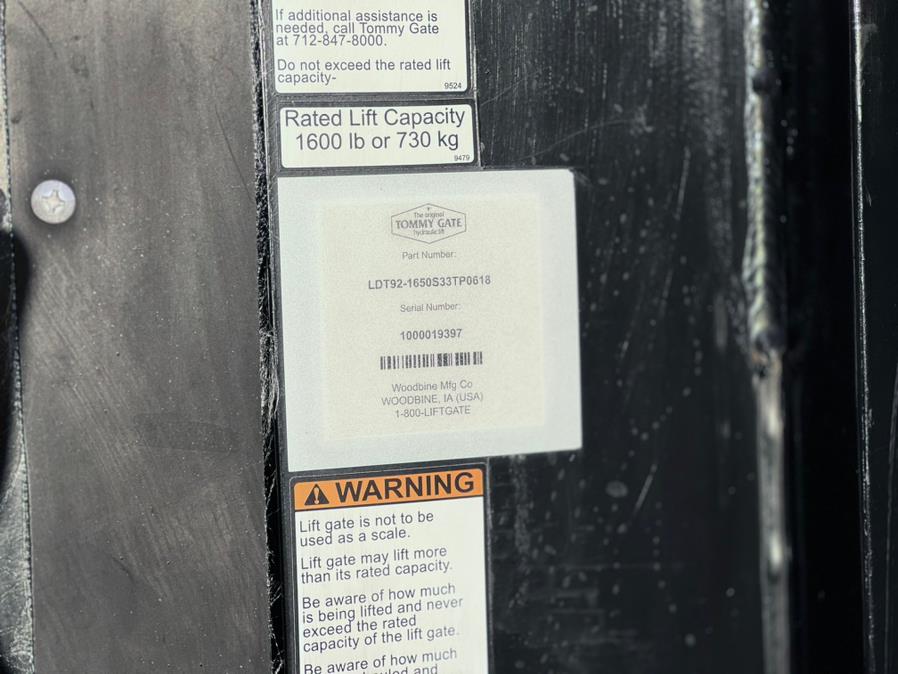 If additional assistance is
needed, call Tommy Gate
at 712-847-8000.
Do not exceed the rated lift
capacity-
9524
Rated Lift Capacity
1600 lb or 730 kg
9479
The original
TOMMY GATE
hydraulic lift
Part Number:
LDT92-1650S33TP0618
Serial Number:
1000019397
Woodbine Mfg Co
WOODBINE, IA (USA)
1-800-LIFTGATE
WARNING
Lift gate is not to be
used as a scale.
Lift gate may lift more
than its rated capacity.
Be aware of how much
is being lifted and never
exceed the rated
capacity of the lift gate.
Be aware of how much
and